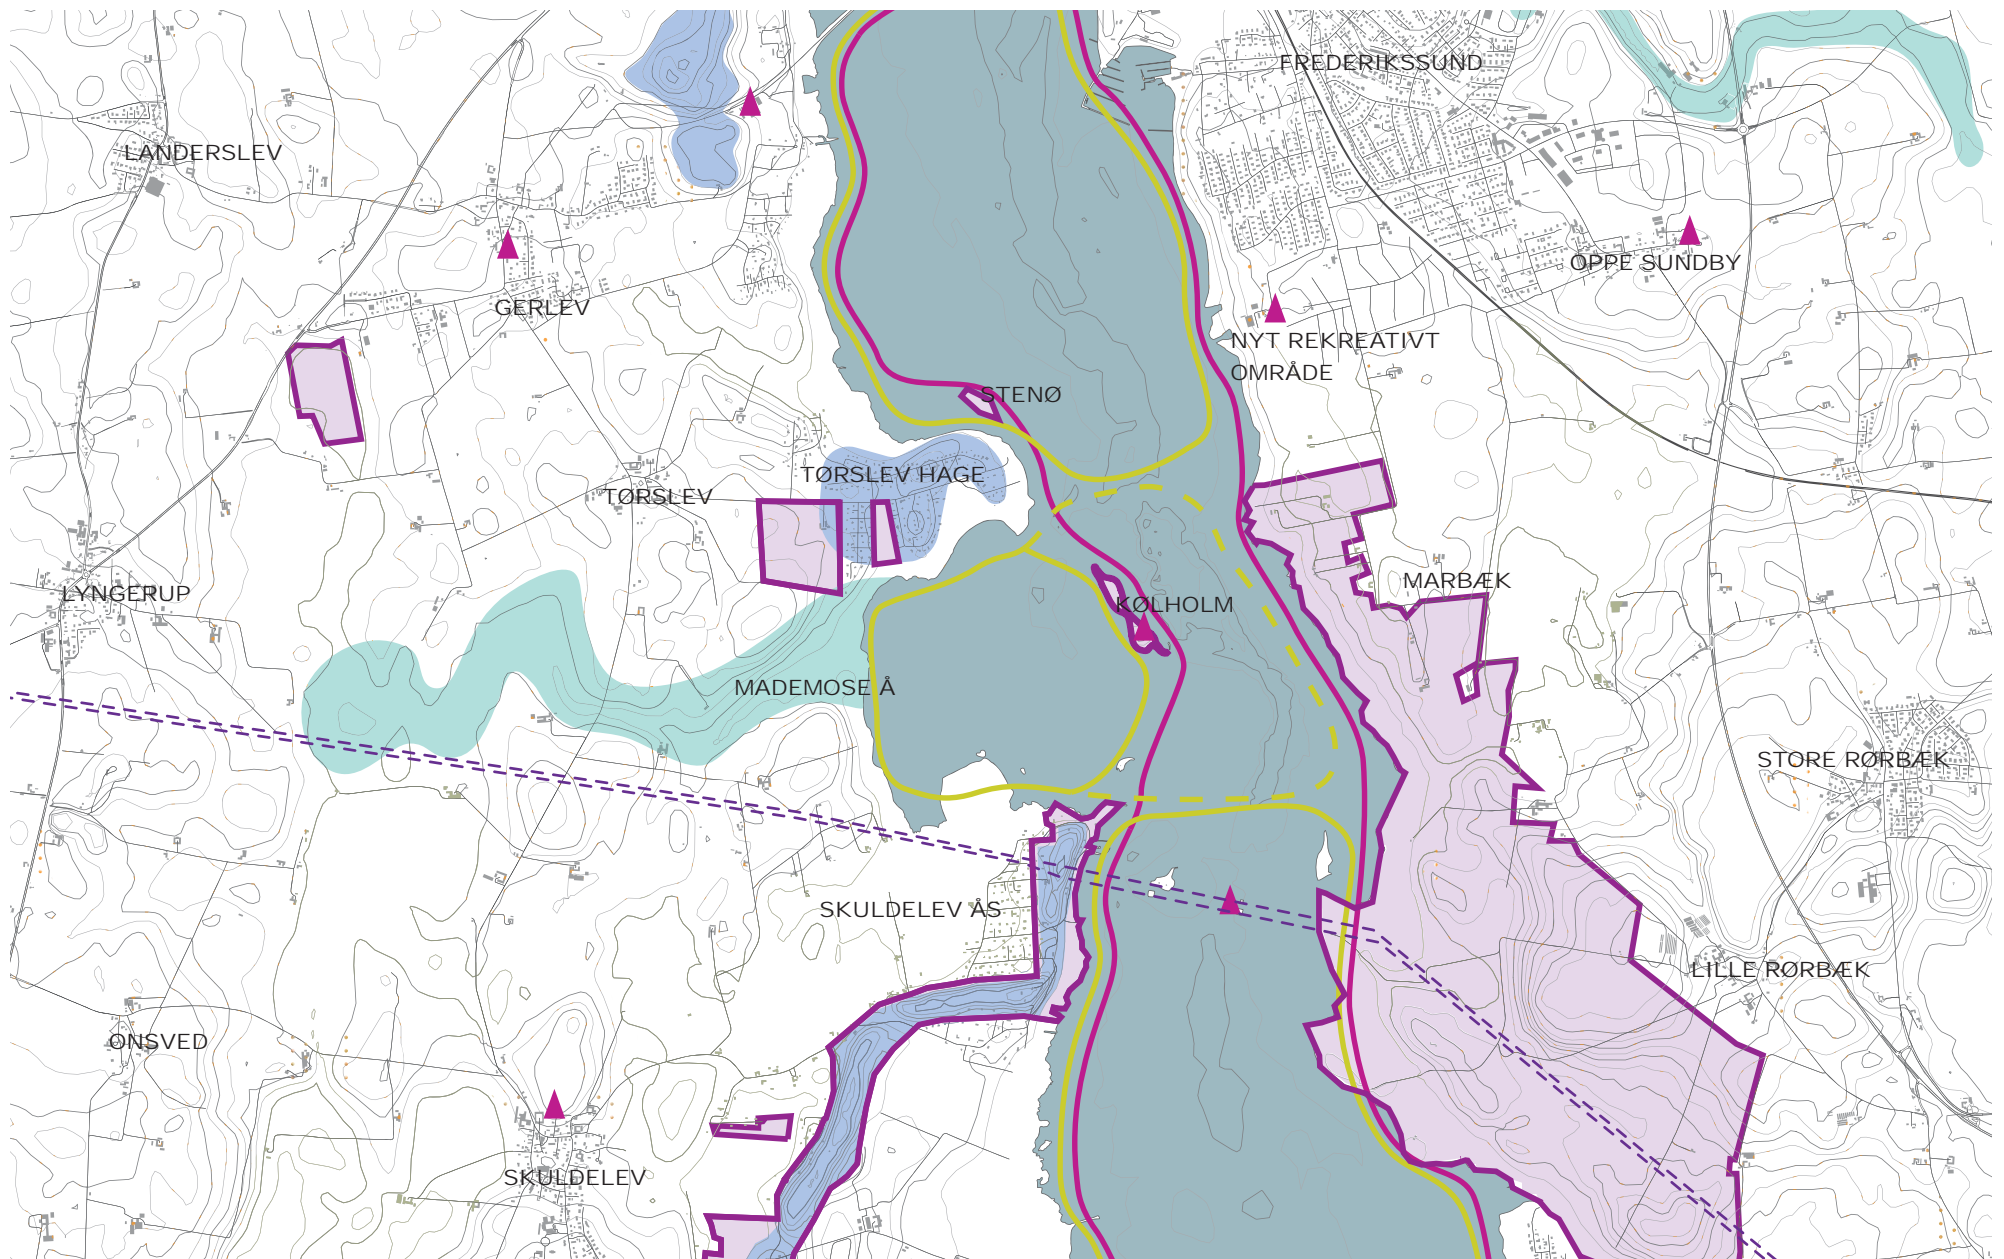 FREDERIKSSUND
LANDERSLEV
OPPE SUNDBY
GERLEV
NYT REKREATIVT
OMRÅDE
STENØ
TØRSLEV HAGE
TØRSLEV
MARBÆK
LYNGERUP
KØLHOLM
MADEMOSE Å
STORE RØRBÆK
SKULDELEV ÅS
LILLE RØRBÆK
ONSVED
SKULDELEV